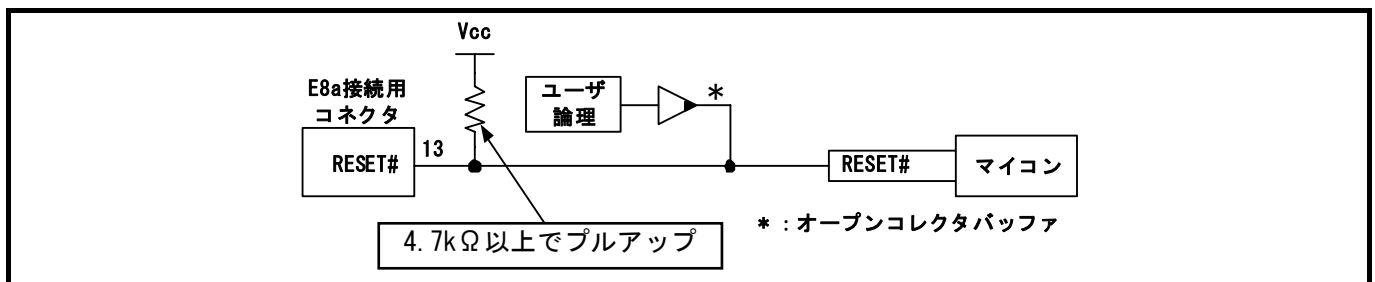 Vcc
E8a接続用
コネクタ
ユーザ
論理
*
RESET#
13
RESET#
マイコン
4.7kΩ以上でプルアップ
*:オープンコレクタバッファ